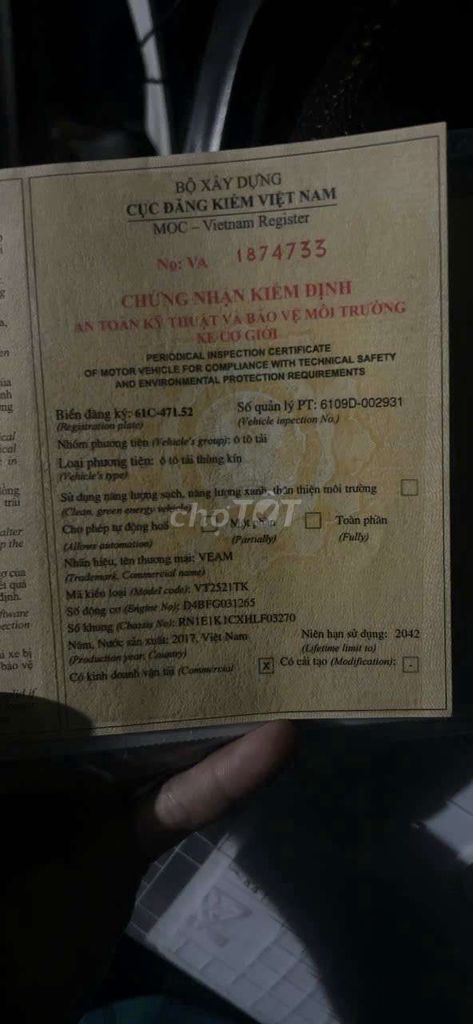 BỘ XÂY DỰNG
CỤC ĐĂNG KIỂM VIỆT NAM
MOC – Vietnam Register
No: VA 1874733
CHỨNG NHẬN KIỂM ĐỊNH
AN TOÀN KỸ THUẬT VÀ BẢO VỆ MÔI TRƯỜNG
XE CƠ GIỚI
PERIODICAL INSPECTION CERTIFICATE
OF MOTOR VEHICLE FOR COMPLIANCE WITH TECHNICAL SAFETY
AND ENVIRONMENTAL PROTECTION REQUIREMENTS
Biển đăng ký: 61C-471.52 Số quản lý PT: 6109D-002931
(Registration plate) (Vehicle inpection No.)
Nhóm phương tiện (Vehicle's group): ô tô tải
Loại phương tiện: ô tô tải thùng kín
(Vehicle's type)
Sử dụng năng lượng sạch, năng lượng xanh, thân thiện môi trường
(Clean, green energy vehicle)
Cho phép tự động hoá Một phần Toàn phần
(Allows automation) (Partially) (Fully)
chợTỐT
Nhãn hiệu, tên thương mại: VEAM
(Trademark, Commercial name)
Mã kiểu loại (Model code): VT2521TK
Số động cơ (Engine No): D4BFG031265
Số khung (Chassis No): RN1E1K1CXHLF03270
Năm, Nước sản xuất: 2017, Việt Nam Niên hạn sử dụng: 2042
(Production year, Country) (Lifetime limit to)
Có kinh doanh vận tải (Commercial x Có cải tạo (Modification): -